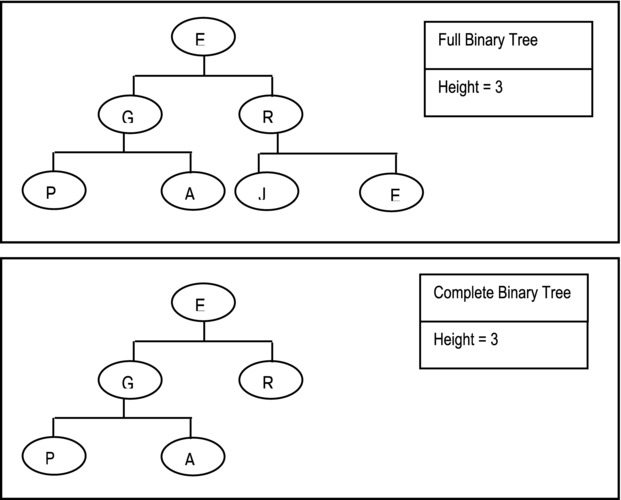 E
Full Binary Tree
Height = 3
G R
P A J E
E
Complete Binary Tree
Height = 3
G R
P A